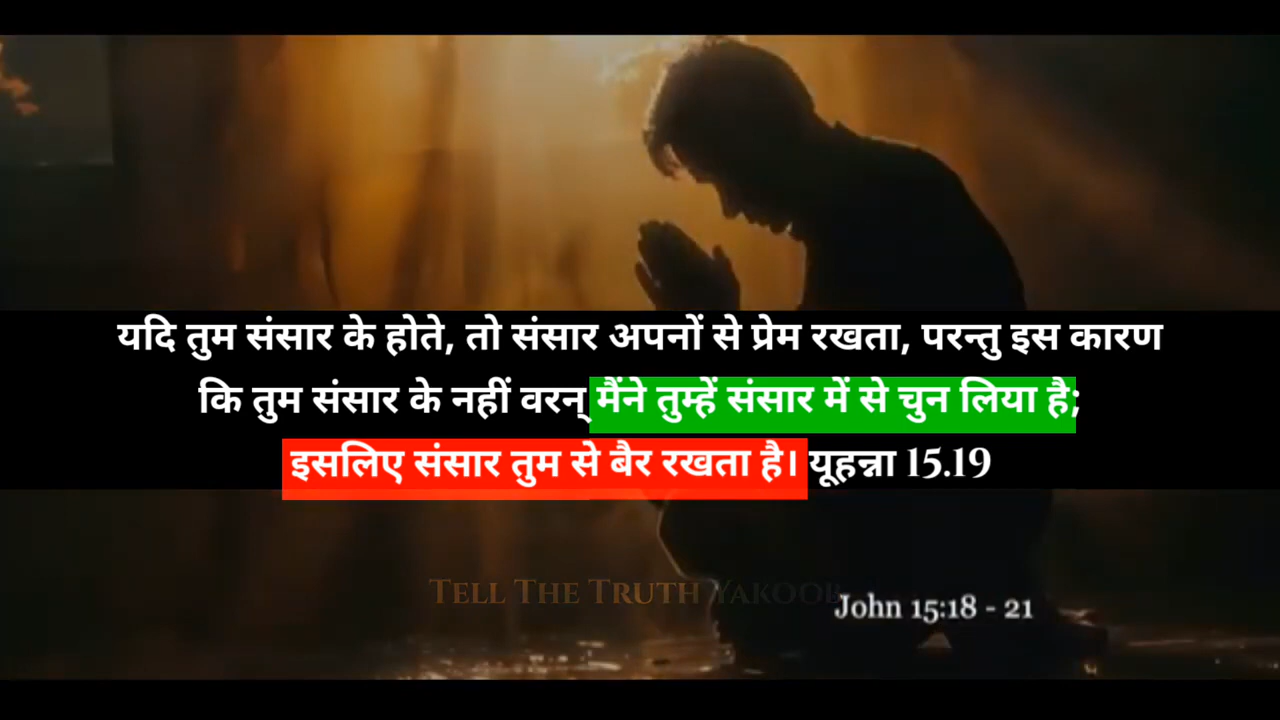 यदि तुम संसार के होते, तो संसार अपनों से प्रेम रखता, परन्तु इस कारण
कि तुम संसार के नहीं वरन् मैंने तुम्हें संसार में से चुन लिया है;
इसलिए संसार तुम से बैर रखता है। यूहन्ना 15.19
TELL THE TRUTH YAKOOB
John 15:18 - 21